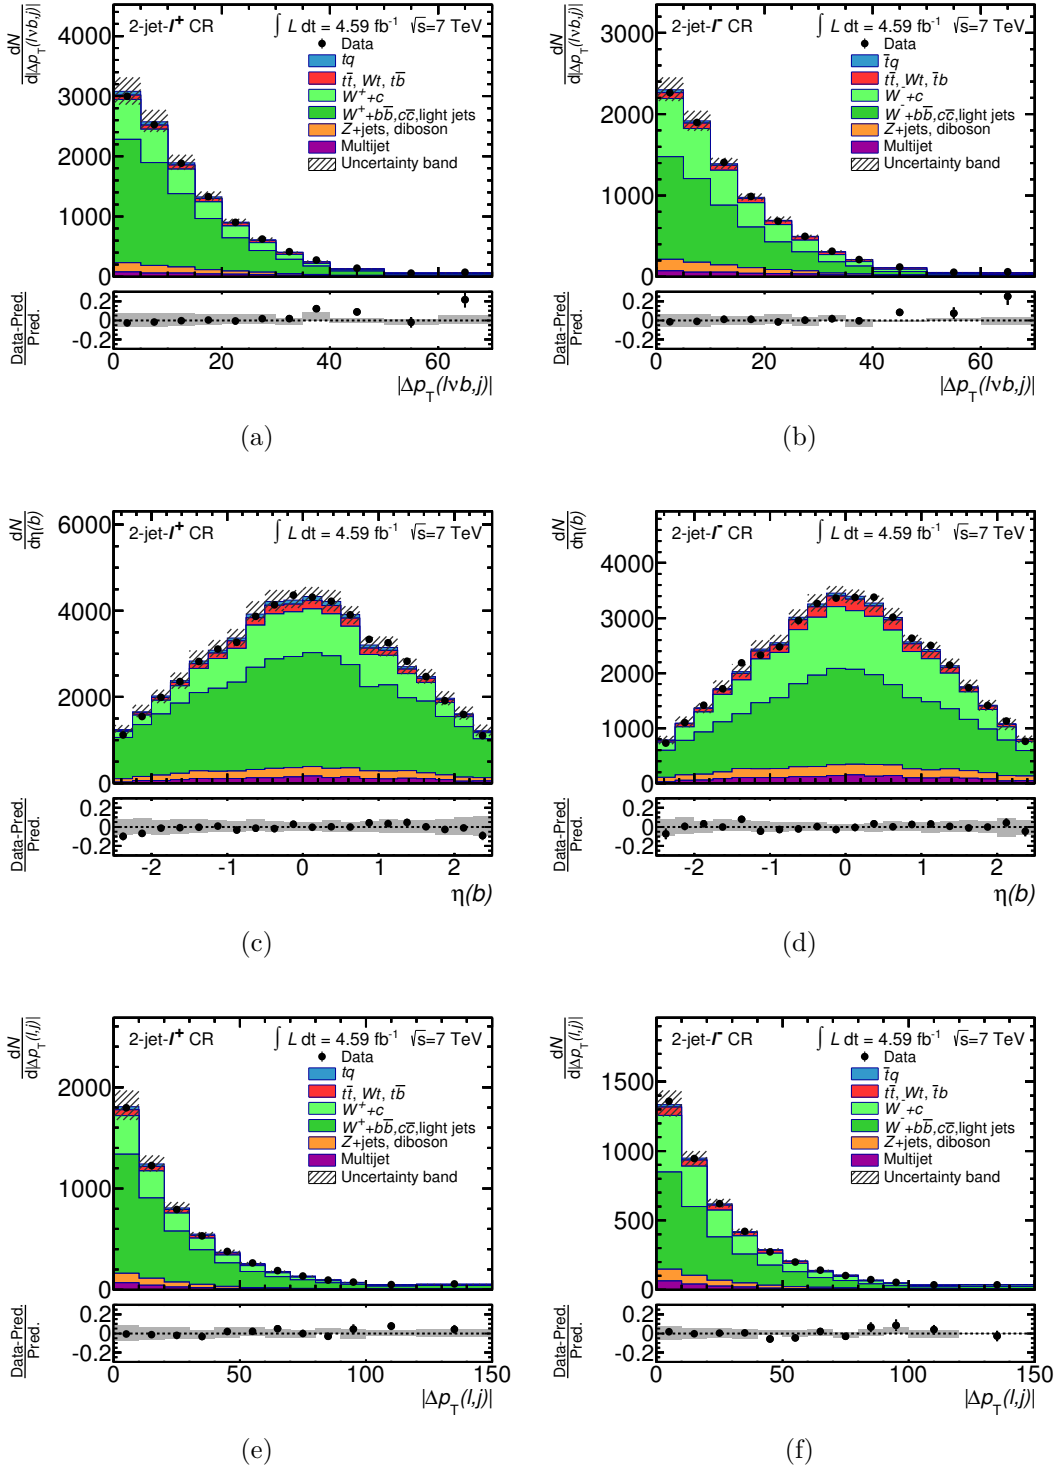 dN
d|Δp_T(lνb,j)|
2-jet-l⁺ CR ∫ L dt = 4.59 fb⁻¹ √s=7 TeV
Data
tq
tt̅, Wt, tb̅
W⁺+c
W⁺+bb̅,cc̅,light jets
Z+jets, diboson
Multijet
Uncertainty band
4000
3000
2000
1000
0
Data-Pred.
Pred.
0.2
0
-0.2
0 20 40 60
|Δp_T(lνb,j)|
(a)
dN
d|Δp_T(lνb,j)|
2-jet-l⁻ CR ∫ L dt = 4.59 fb⁻¹ √s=7 TeV
Data
t̅q
tt̅, Wt, t̅b
W⁻+c
W⁻+bb̅,cc̅,light jets
Z+jets, diboson
Multijet
Uncertainty band
3000
2000
1000
0
Data-Pred.
Pred.
0.2
0
-0.2
0 20 40 60
|Δp_T(lνb,j)|
(b)
dN
dη(b)
2-jet-l⁺ CR ∫ L dt = 4.59 fb⁻¹ √s=7 TeV
6000
4000
2000
0
Data-Pred.
Pred.
0.2
0
-0.2
-2 -1 0 1 2
η(b)
(c)
dN
dη(b)
2-jet-l⁻ CR ∫ L dt = 4.59 fb⁻¹ √s=7 TeV
4000
3000
2000
1000
0
Data-Pred.
Pred.
0.2
0
-0.2
-2 -1 0 1 2
η(b)
(d)
dN
d|Δp_T(l,j)|
2-jet-l⁺ CR ∫ L dt = 4.59 fb⁻¹ √s=7 TeV
Data
tq
tt̅, Wt, tb̅
W⁺+c
W⁺+bb̅,cc̅,light jets
Z+jets, diboson
Multijet
Uncertainty band
2000
1000
0
Data-Pred.
Pred.
0.2
0
-0.2
0 50 100 150
|Δp_T(l,j)|
(e)
dN
d|Δp_T(l,j)|
2-jet-l⁻ CR ∫ L dt = 4.59 fb⁻¹ √s=7 TeV
Data
t̅q
tt̅, Wt, t̅b
W⁻+c
W⁻+bb̅,cc̅,light jets
Z+jets, diboson
Multijet
Uncertainty band
1500
1000
500
0
Data-Pred.
Pred.
0.2
0
-0.2
0 50 100 150
|Δp_T(l,j)|
(f)